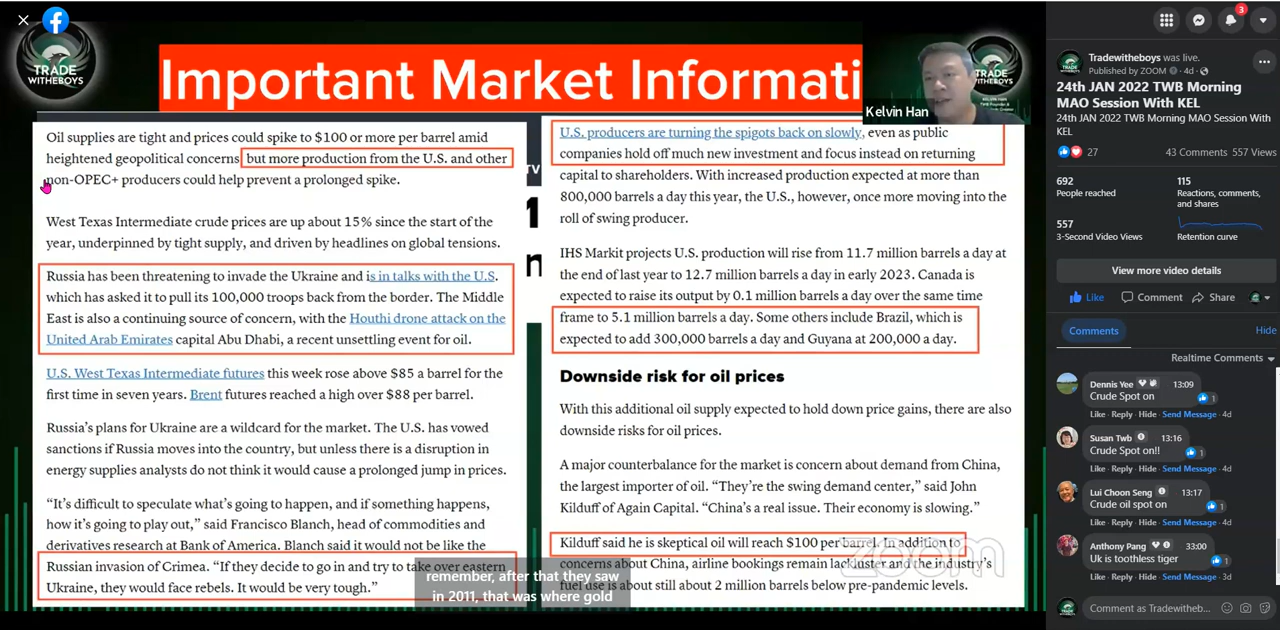 TRADE
WITHEBOYS
Important Market Informati
Kelvin Han
Oil supplies are tight and prices could spike to $100 or more per barrel amid
heightened geopolitical concerns, but more production from the U.S. and other
non-OPEC+ producers could help prevent a prolonged spike.
West Texas Intermediate crude prices are up about 15% since the start of the
year, underpinned by tight supply, and driven by headlines on global tensions.
Russia has been threatening to invade the Ukraine and is in talks with the U.S.
which has asked it to pull its 100,000 troops back from the border. The Middle
East is also a continuing source of concern, with the Houthi drone attack on the
United Arab Emirates capital Abu Dhabi, a recent unsettling event for oil.
U.S. West Texas Intermediate futures this week rose above $85 a barrel for the
first time in seven years. Brent futures reached a high over $88 per barrel.
Russia's plans for Ukraine are a wildcard for the market. The U.S. has vowed
sanctions if Russia moves into the country, but unless there is a disruption in
energy supplies analysts do not think it would cause a prolonged jump in prices.
“It's difficult to speculate what's going to happen, and if something happens,
how it's going to play out,” said Francisco Blanch, head of commodities and
derivatives research at Bank of America. Blanch said it would not be like the
Russian invasion of Crimea. “If they decide to go in and try to take over eastern
Ukraine, they would face rebels. It would be very tough.”
U.S. producers are turning the spigots back on slowly, even as public
companies hold off much new investment and focus instead on returning
capital to shareholders. With increased production expected at more than
800,000 barrels a day this year, the U.S., however, once more moving into the
roll of swing producer.
IHS Markit projects U.S. production will rise from 11.7 million barrels a day at
the end of last year to 12.7 million barrels a day in early 2023. Canada is
expected to raise its output by 0.1 million barrels a day over the same time
frame to 5.1 million barrels a day. Some others include Brazil, which is
expected to add 300,000 barrels a day and Guyana at 200,000 a day.
Downside risk for oil prices
With this additional oil supply expected to hold down price gains, there are also
downside risks for oil prices.
A major counterbalance for the market is concern about demand from China,
the largest importer of oil. “They're the swing demand center,” said John
Kilduff of Again Capital. “China's a real issue. Their economy is slowing.”
Kilduff said he is skeptical oil will reach $100 per barrel. In addition to
concerns about China, airline bookings remain lackluster and the industry's
fuel use is about still about 2 million barrels below pre-pandemic levels.
remember, after that they saw
in 2011, that was where gold
zoom
3
Tradewitheboys was live.
Published by ZOOM · 4d ·
24th JAN 2022 TWB Morning
MAO Session With KEL
24th JAN 2022 TWB Morning MAO Session With
KEL
27
43 Comments 557 Views
692
People reached
115
Reactions, comments,
and shares
557
3-Second Video Views
Retention curve
View more video details
Like Comment Share
Comments
Hide
Realtime Comments
Dennis Yee 13:09
Crude Spot on
1
Like · Reply · Hide · Send Message · 4d
Susan Twb 13:16
Crude Spot on!!
1
Like · Reply · Hide · Send Message · 4d
Lui Choon Seng 13:17
Crude oil spot on
1
Like · Reply · Hide · Send Message · 4d
Anthony Pang 33:00
Uk is toothless tiger
1
Like · Reply · Hide · Send Message · 3d
Comment as Tradewitheb...